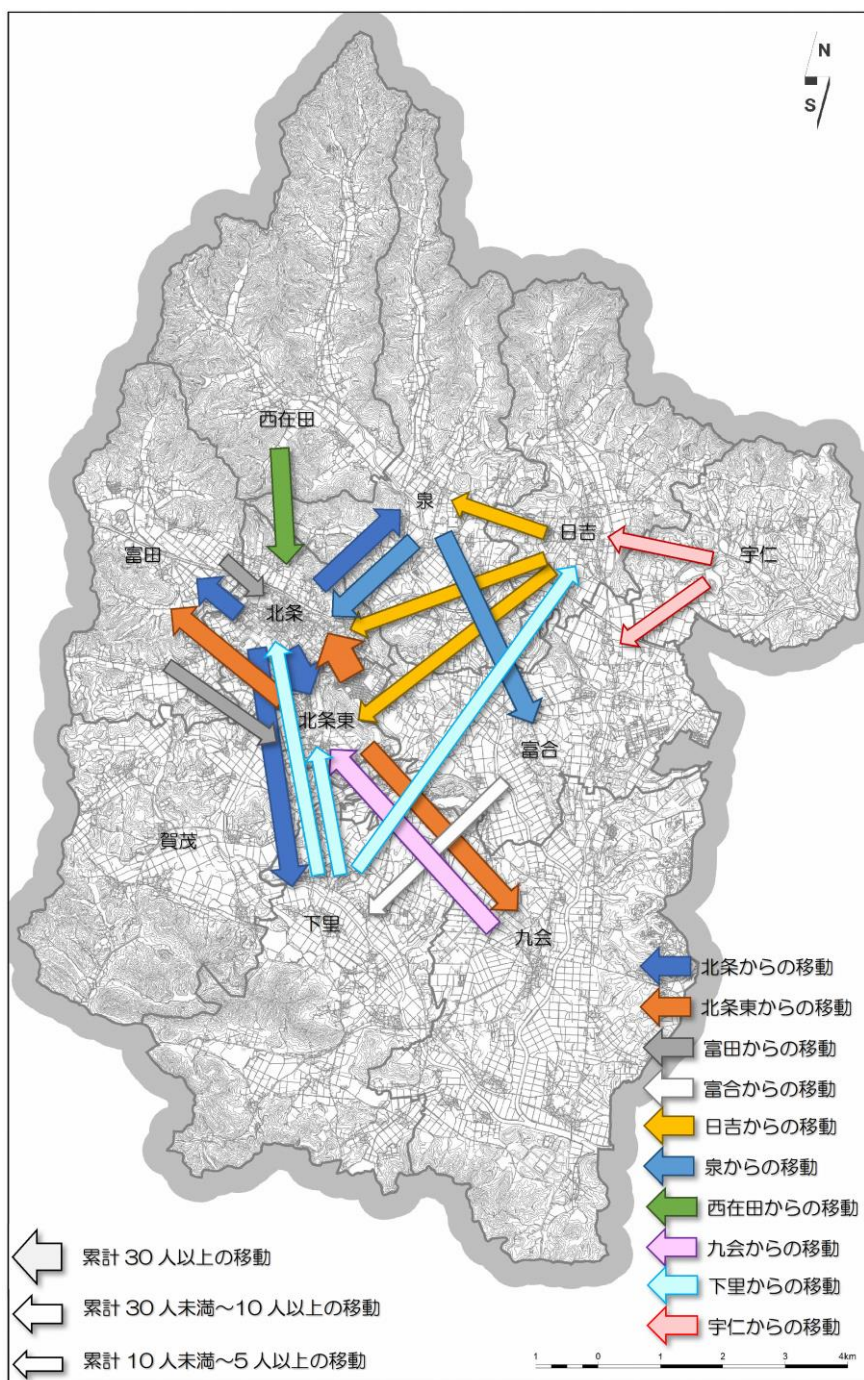 N
S
西在田
泉
日吉
宇仁
富田
北条
北条東
富合
賀茂
下里
九会
北条からの移動
北条東からの移動
富田からの移動
富合からの移動
日吉からの移動
泉からの移動
西在田からの移動
九会からの移動
下里からの移動
宇仁からの移動
累計 30 人以上の移動
累計 30 人未満～10 人以上の移動
累計 10 人未満～5 人以上の移動
1 0 1 2 4km